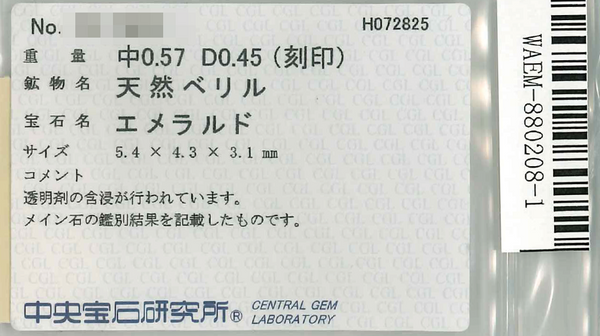 No. H072825
重量 中0.57 D0.45 (刻印)
鉱物名 天然ベリル
宝石名 エメラルド
サイズ 5.4 × 4.3 × 3.1 mm
コメント
透明剤の含浸が行われています。
メイン石の鑑別結果を記載したものです。
中央宝石研究所® CENTRAL GEM
LABORATORY
WAEM-880208-1